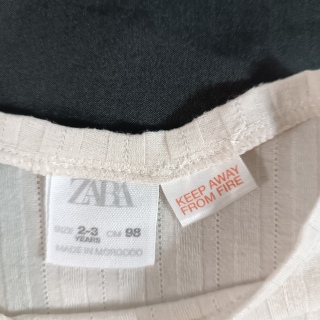 ZARA
SIZE 2-3 YEARS CM 98
MADE IN MOROCCO
KEEP AWAY
FROM FIRE